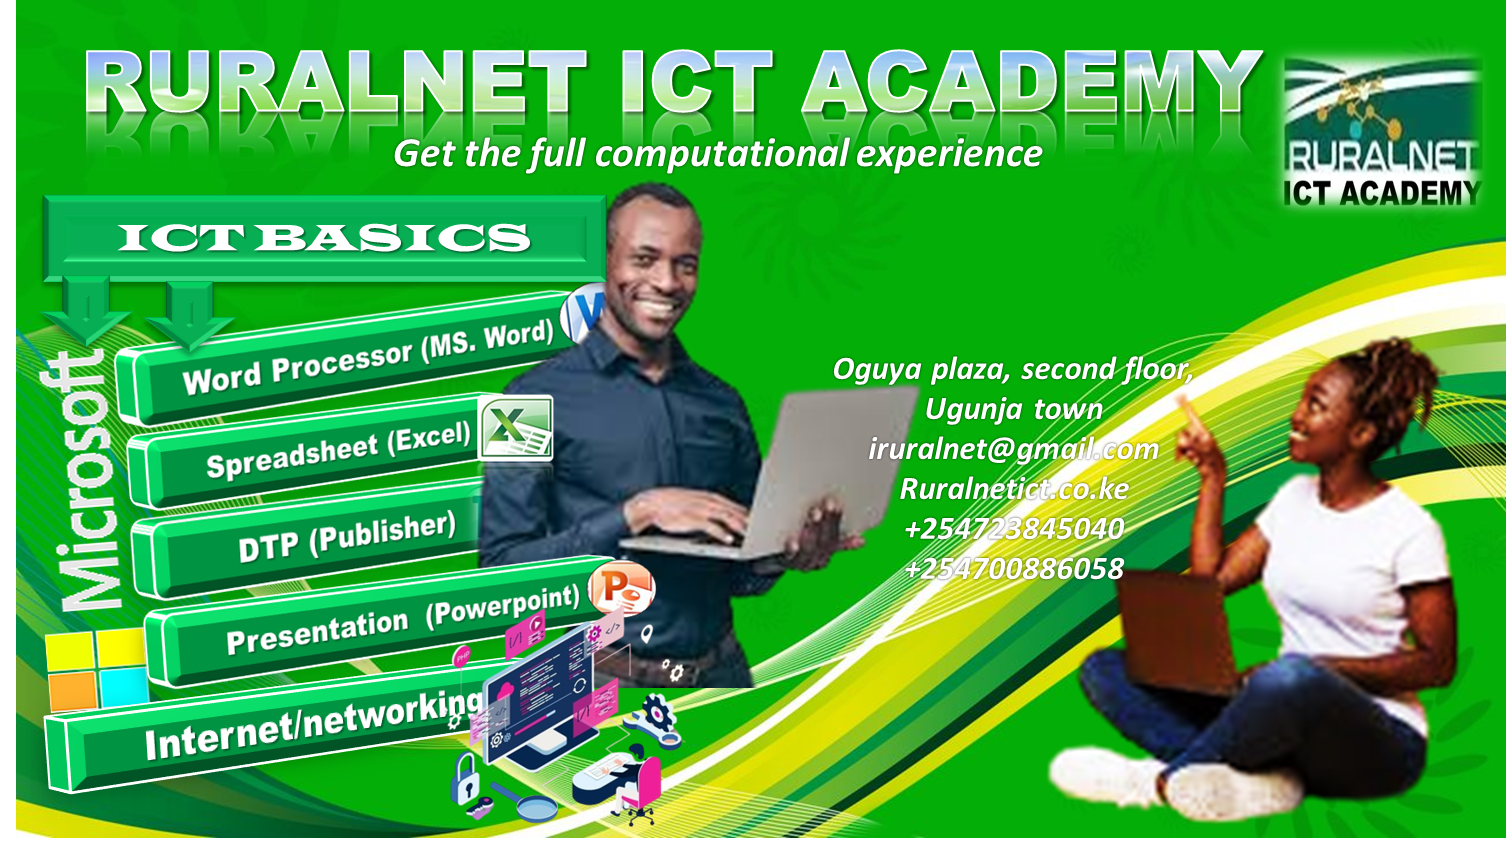 RURALNET ICT ACADEMY
Get the full computational experience
RURALNET
ICT ACADEMY
ICT BASICS
Microsoft
Word Processor (MS. Word)
W
Spreadsheet (Excel)
X
DTP (Publisher)
Presentation (Powerpoint)
P
Internet/networking
PHP
</>
Oguya plaza, second floor,
Ugunja town
iruralnet@gmail.com
Ruralnetict.co.ke
+254723845040
+254700886058